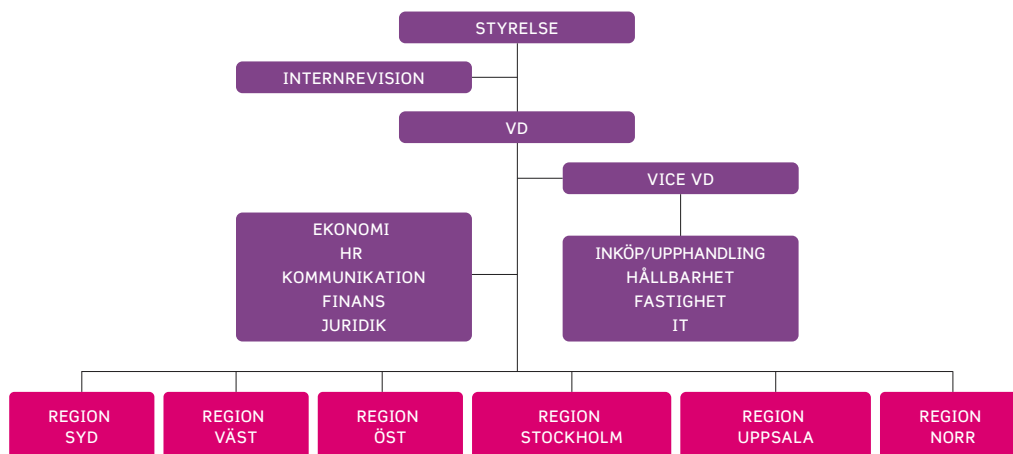 STYRELSE
INTERNREVISION
VD
VICE VD
EKONOMI
HR
KOMMUNIKATION
FINANS
JURIDIK
INKÖP/UPPHANDLING
HÅLLBARHET
FASTIGHET
IT
REGION
SYD
REGION
VÄST
REGION
ÖST
REGION
STOCKHOLM
REGION
UPPSALA
REGION
NORR